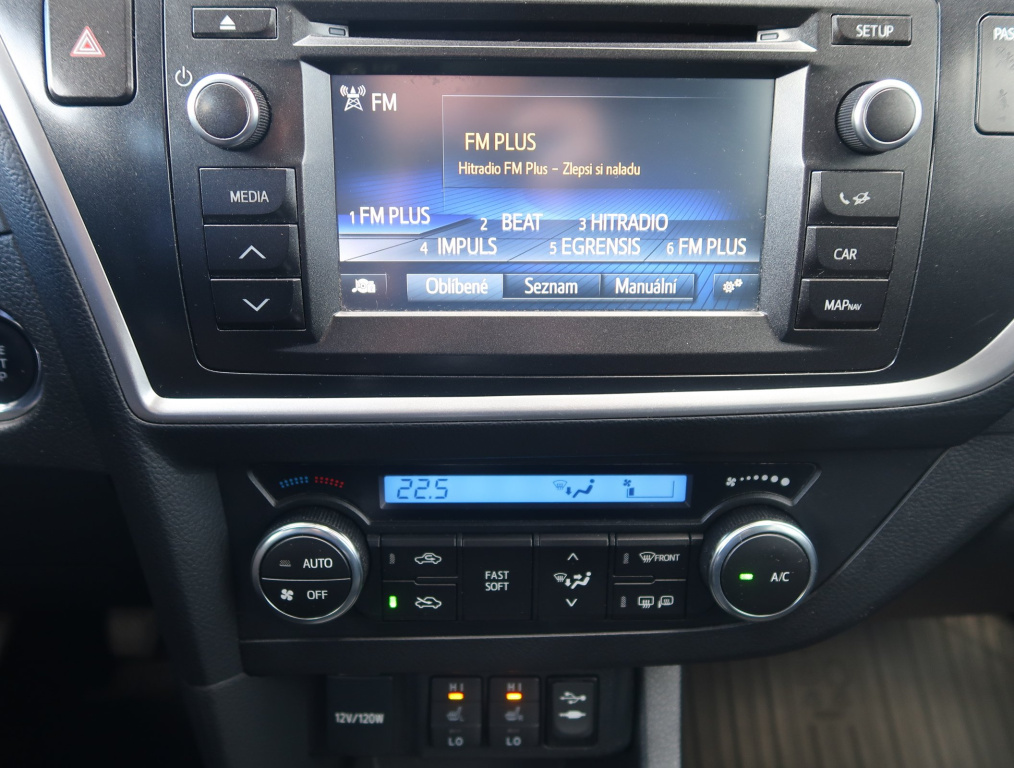 SETUP
PAS
FM
FM PLUS
Hitradio FM Plus - Zlepsi si naladu
MEDIA
1 FM PLUS 2 BEAT 3 HITRADIO
4 IMPULS 5 EGRENSIS 6 FM PLUS
CAR
Oblíbené Seznam Manuální
MAP NAV
22.5
AUTO
OFF
FAST
SOFT
FRONT
A/C
12V/120W
HI HI
LO LO